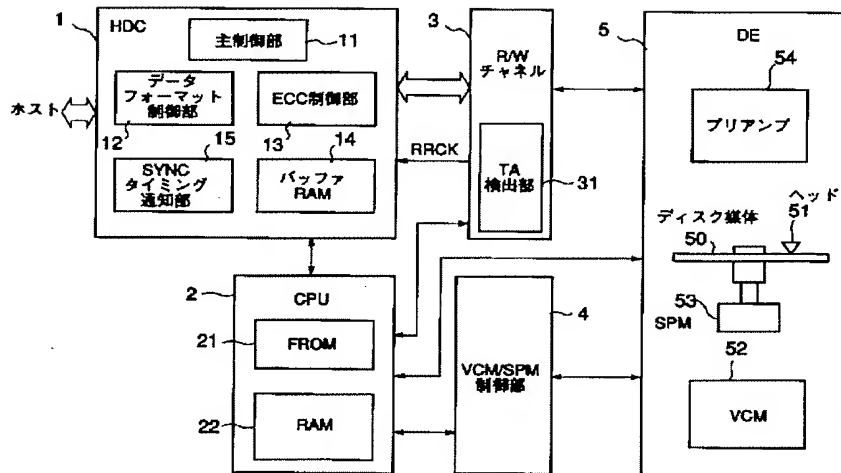 1
HDC
主制御部
11
データ
フォーマット
制御部
12
ECC制御部
13
ホスト
15
SYNC
タイミング
通知部
14
バッファ
RAM
3
R/W
チャネル
RRCK
TA
検出部
31
5
DE
54
プリアンプ
ヘッド
51
ディスク媒体
50
53
SPM
52
VCM
2
CPU
21
FROM
22
RAM
4
VCM/SPM
制御部